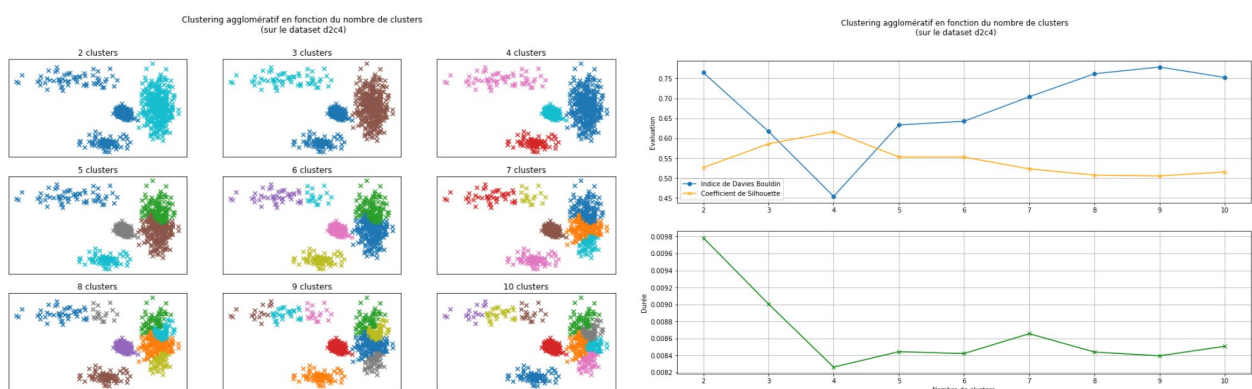 Clustering agglomératif en fonction du nombre de clusters
(sur le dataset d2c4)
2 clusters
3 clusters
4 clusters
5 clusters
6 clusters
7 clusters
8 clusters
9 clusters
10 clusters
Clustering agglomératif en fonction du nombre de clusters
(sur le dataset d2c4)
Evaluation
0.75
0.70
0.65
0.60
0.55
0.50
0.45
Indice de Davies Bouldin
Coefficient de Silhouette
2 3 4 5 6 7 8 9 10
Durée
0.0098
0.0096
0.0094
0.0092
0.0090
0.0088
0.0086
0.0084
0.0082
2 3 4 5 6 7 8 9 10
Nombre de clusters